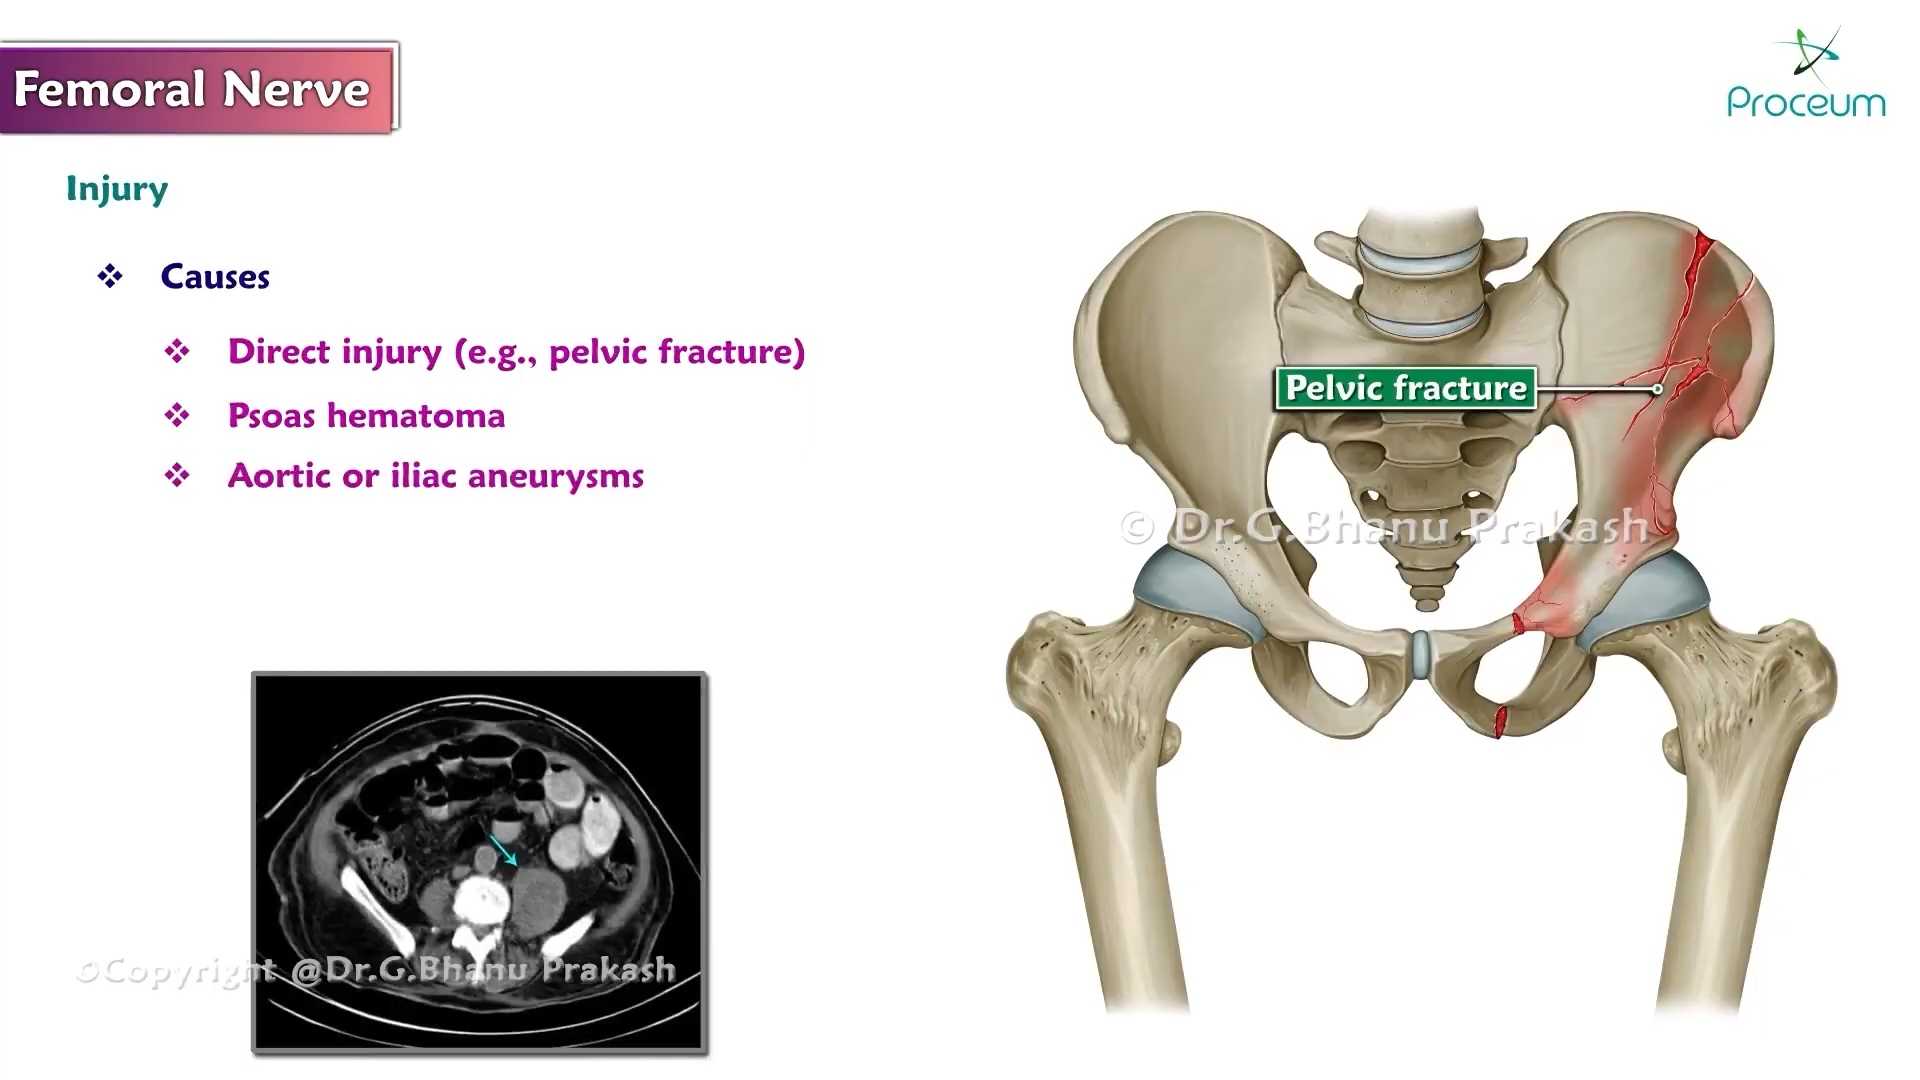 Femoral Nerve
Proceum
Injury
❖ Causes
❖ Direct injury (e.g., pelvic fracture)
❖ Psoas hematoma
❖ Aortic or iliac aneurysms
Pelvic fracture
© Dr.G.Bhanu Prakash
©Copyright @Dr.G.Bhanu Prakash